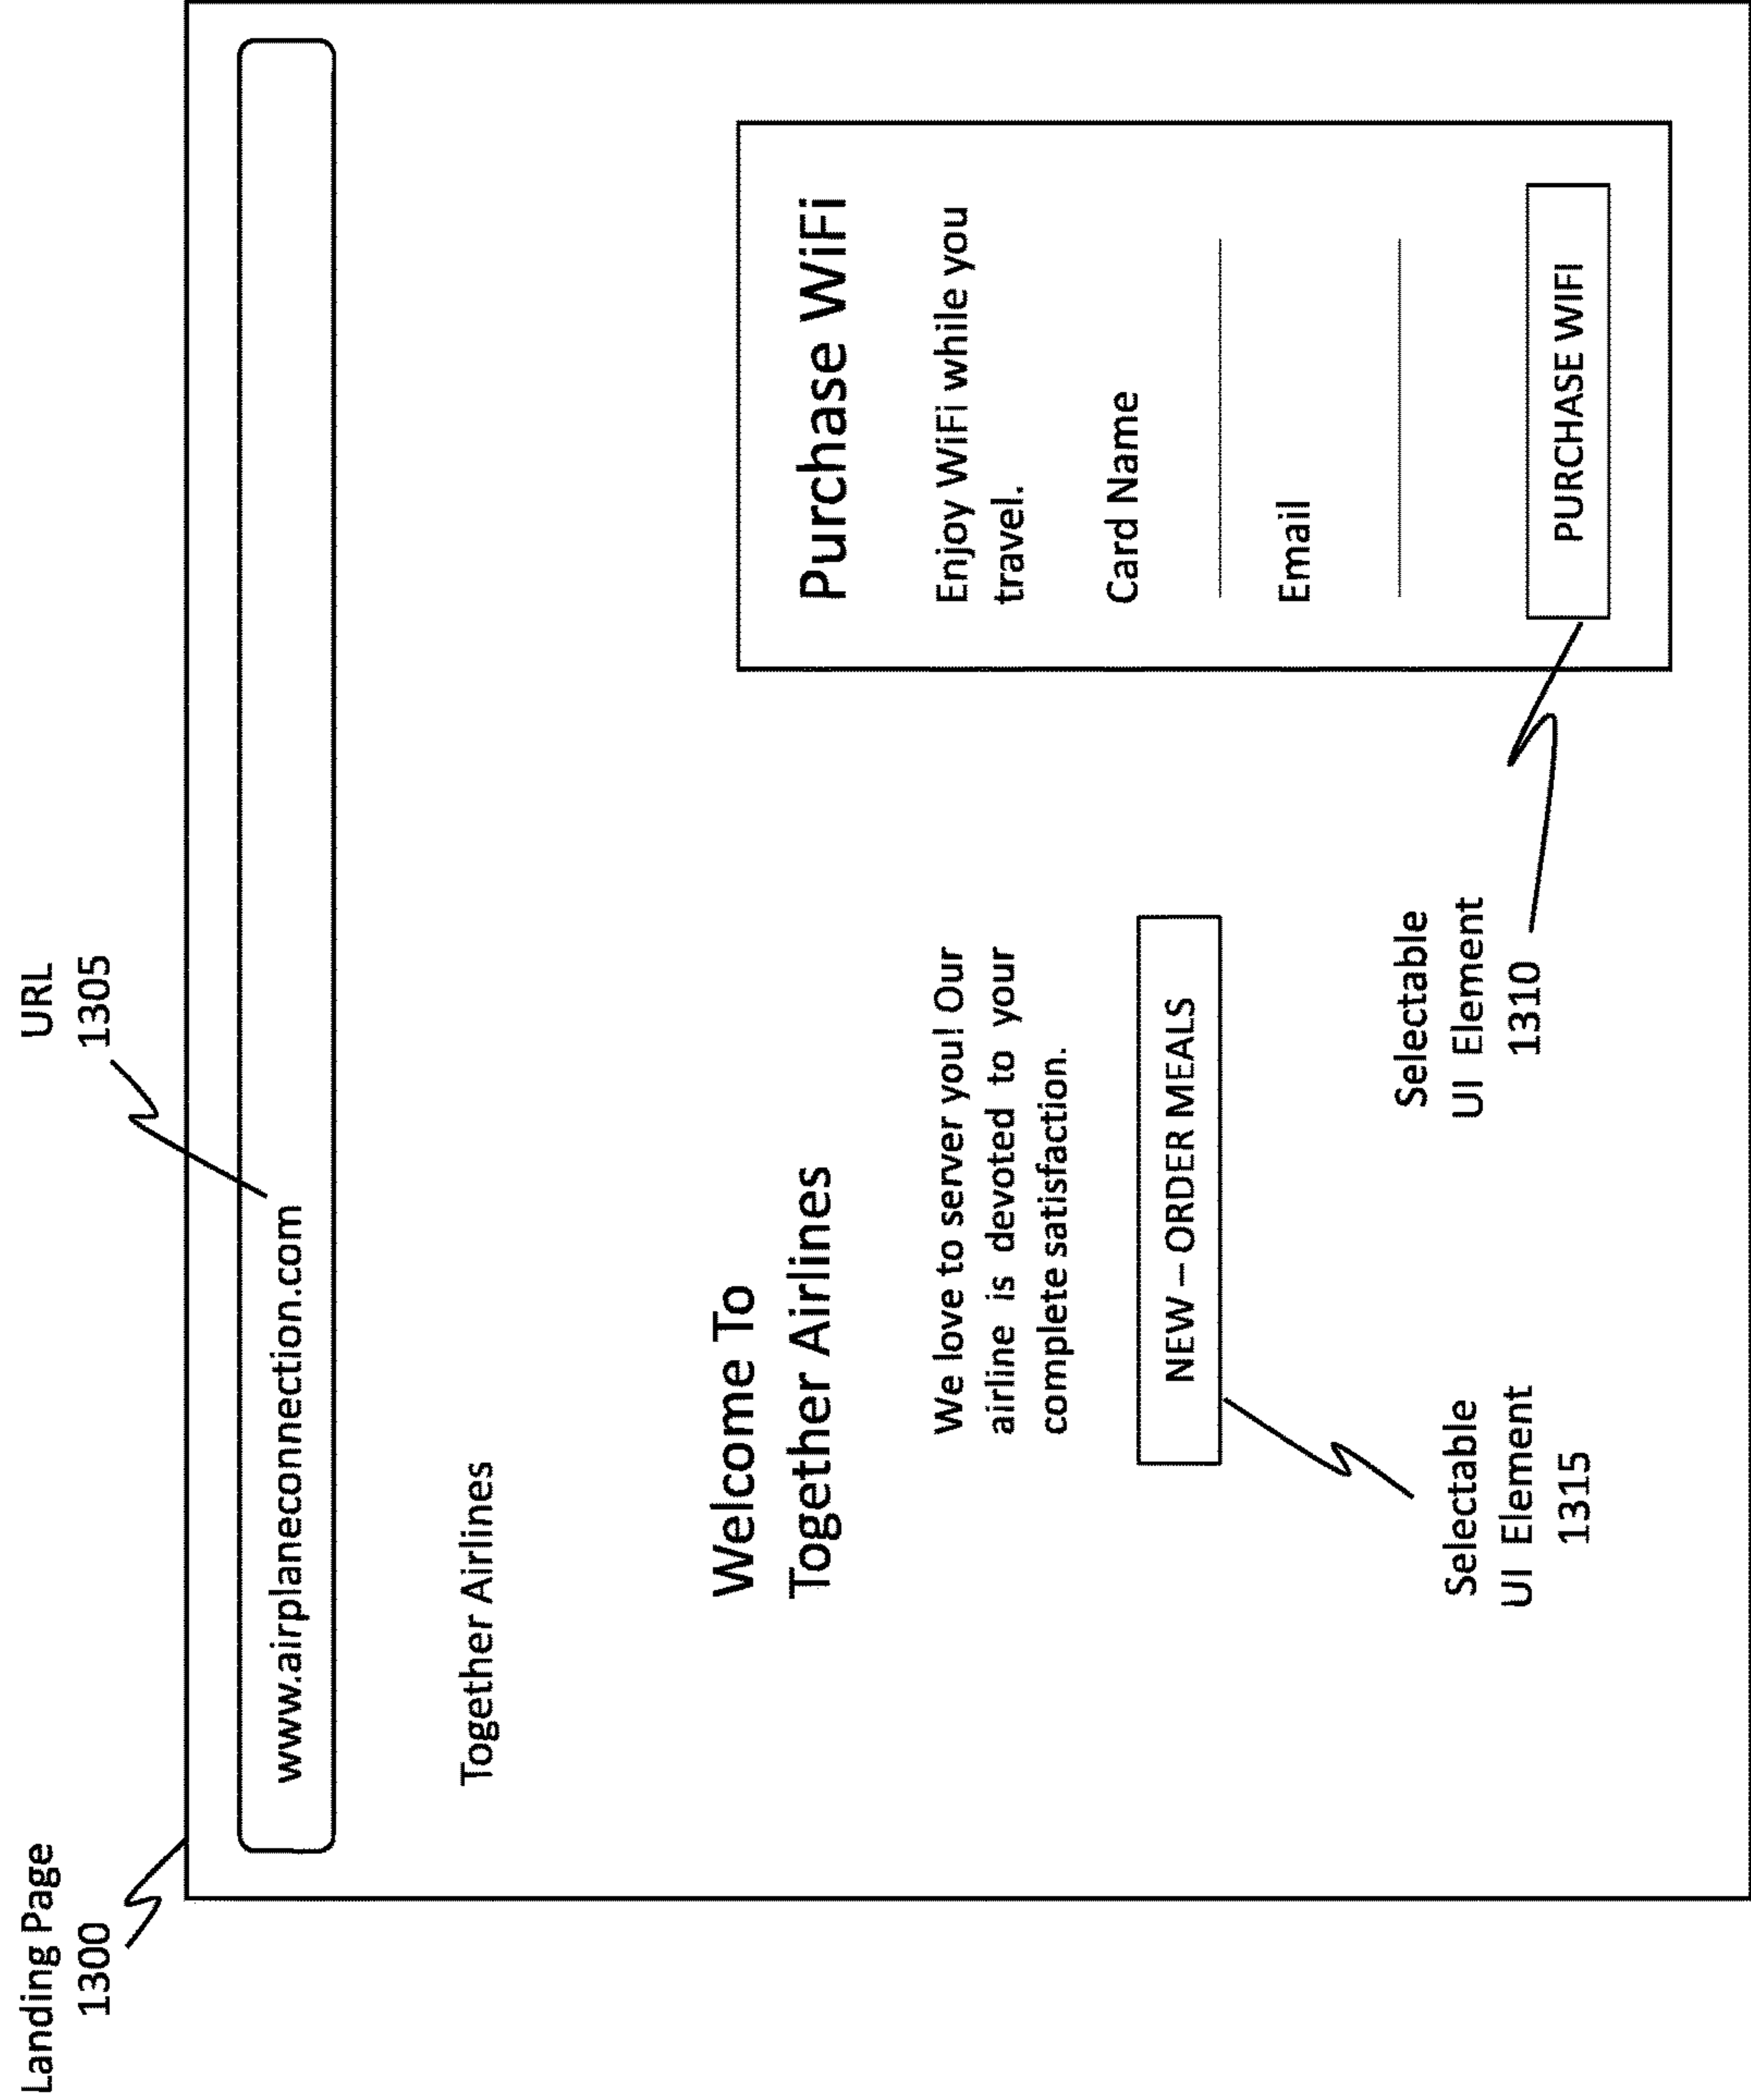 Landing Page
1300
URL
1305
www.airplaneconnection.com
Together Airlines
Welcome To
Together Airlines
We love to server you! Our
airline is devoted to your
complete satisfaction.
NEW – ORDER MEALS
Selectable
UI Element
1315
Selectable
UI Element
1310
Purchase WiFi
Enjoy WiFi while you
travel.
Card Name
Email
PURCHASE WIFI